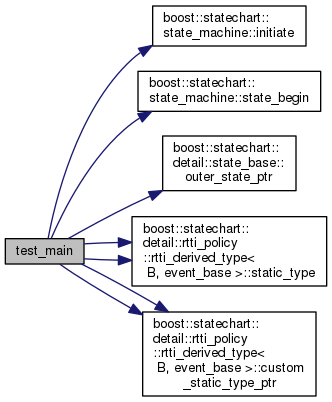 boost::statechart::
state_machine::initiate
boost::statechart::
state_machine::state_begin
boost::statechart::
detail::state_base::
outer_state_ptr
boost::statechart::
detail::rtti_policy
::rtti_derived_type<
B, event_base >::static_type
test_main
boost::statechart::
detail::rtti_policy
::rtti_derived_type<
B, event_base >::custom
_static_type_ptr